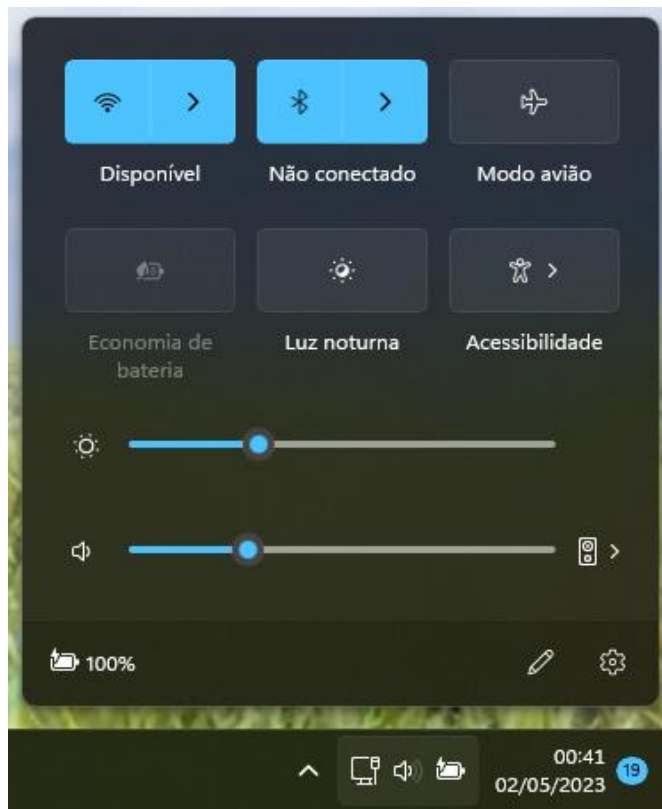 Disponível
Não conectado
Modo avião
Economia de
bateria
Luz noturna
Acessibilidade
100%
00:41
02/05/2023
19